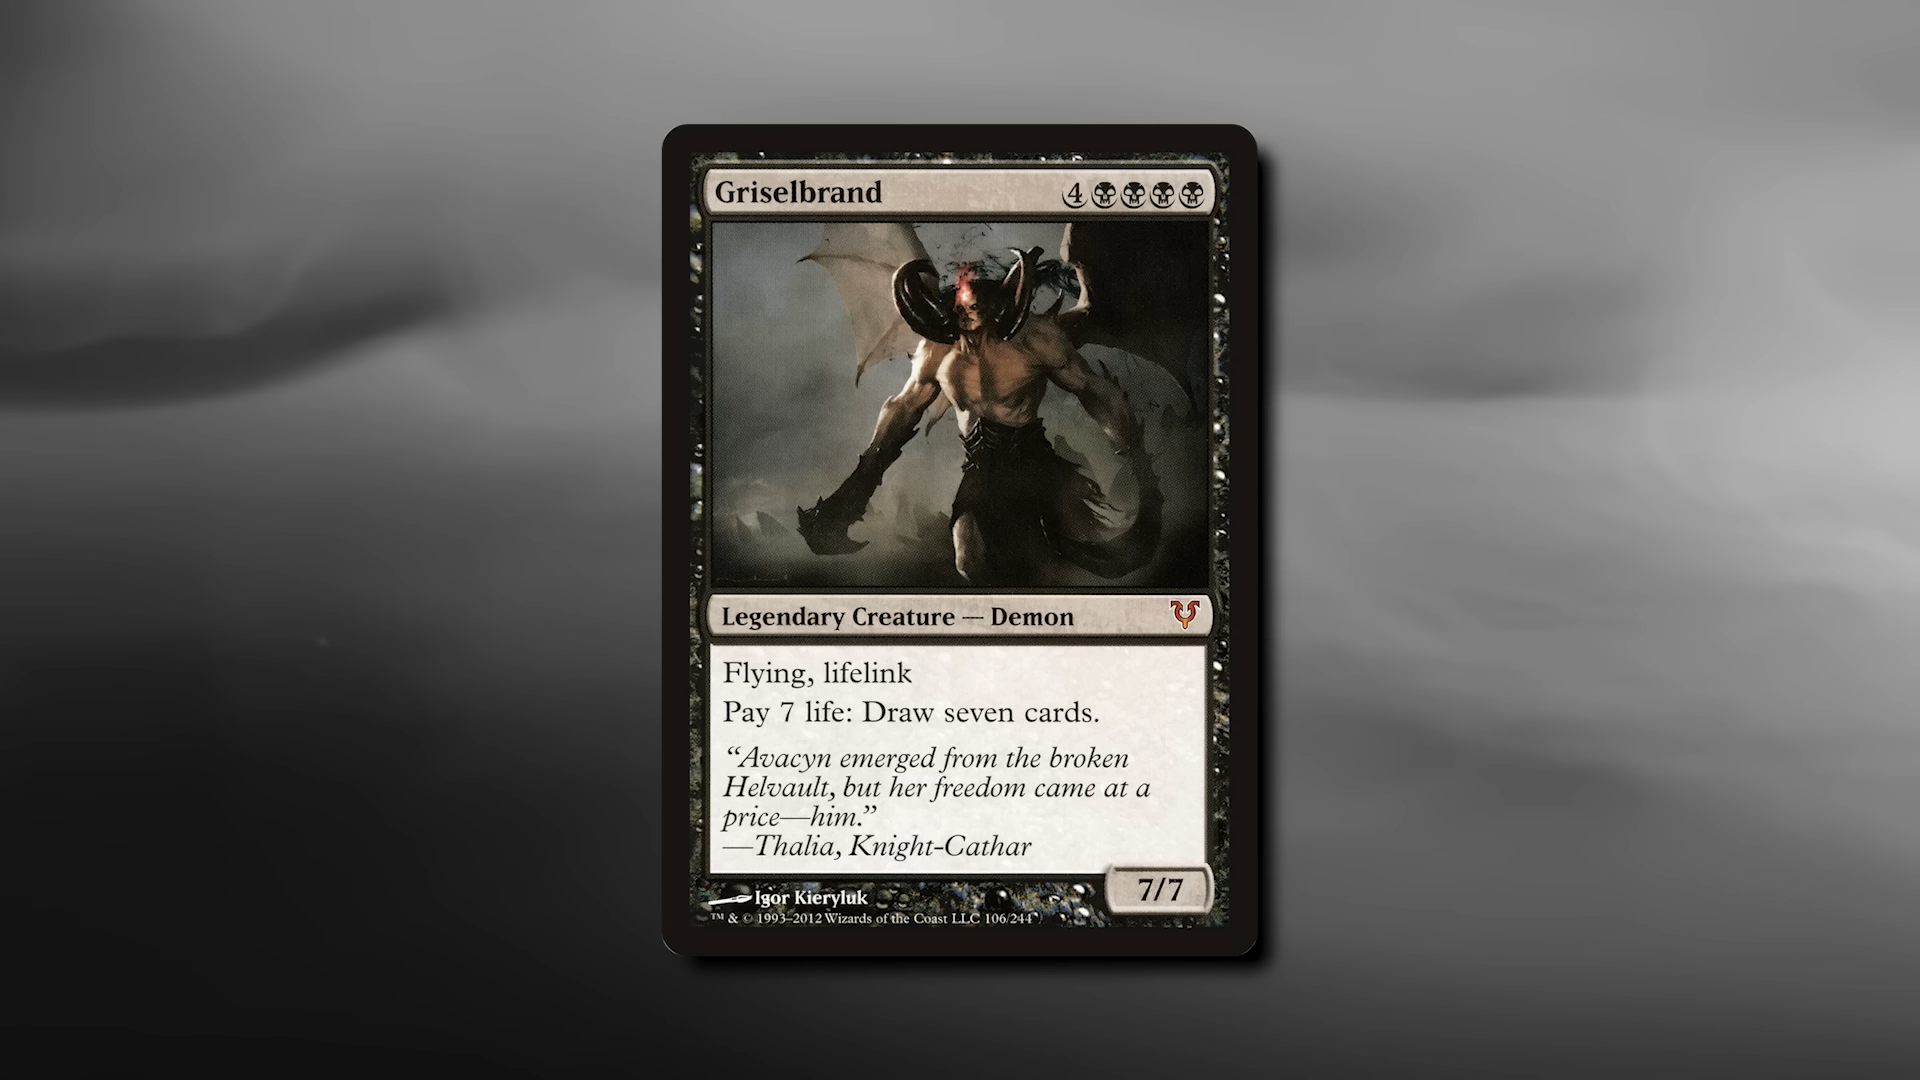 Griselbrand 4
Legendary Creature — Demon
Flying, lifelink
Pay 7 life: Draw seven cards.
“Avacyn emerged from the broken
Helvault, but her freedom came at a
price—him.”
—Thalia, Knight-Cathar
7/7
Igor Kieryluk
™ & © 1993–2012 Wizards of the Coast LLC 106/244